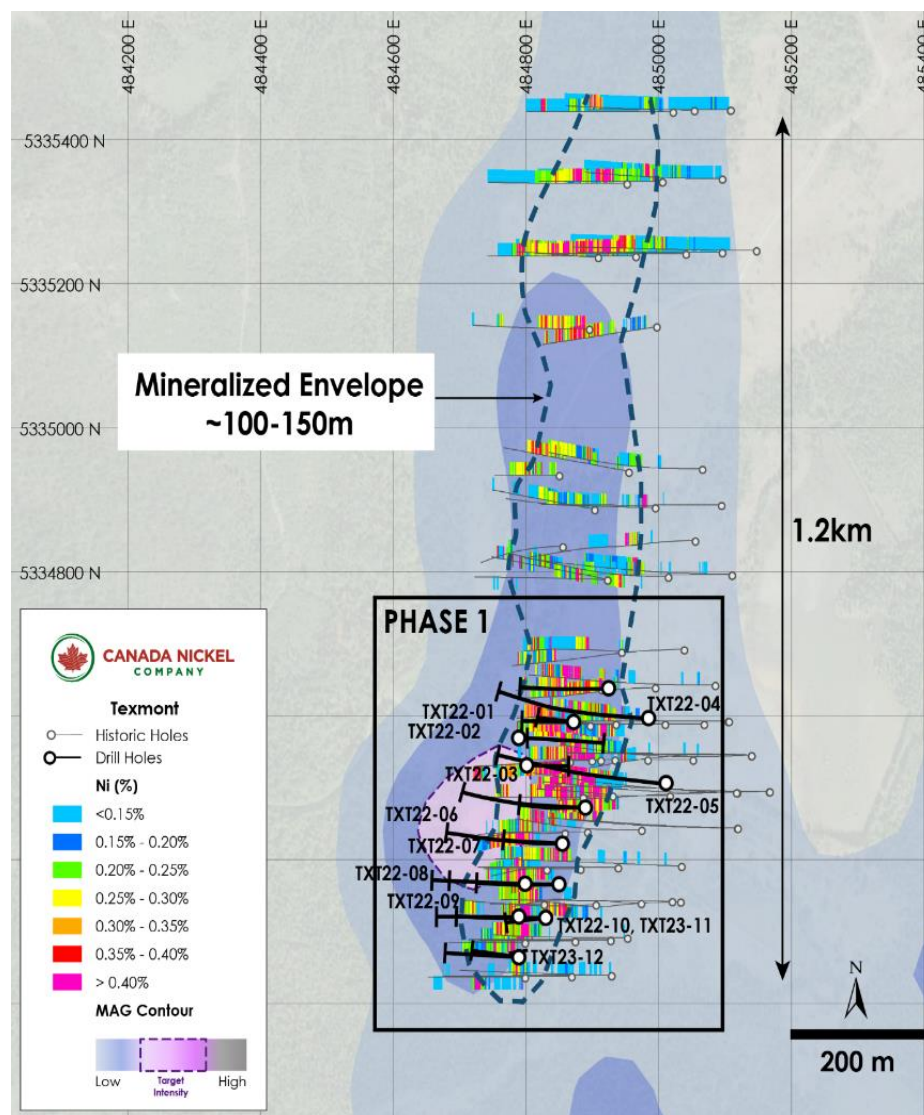 484200 E
484400 E
484600 E
484800 E
485000 E
485200 E
485400 E
5335400 N
5335200 N
Mineralized Envelope
~100-150m
5335000 N
1.2km
5334800 N
PHASE 1
TXT22-01
TXT22-04
TXT22-02
TXT22-03
TXT22-05
TXT22-06
TXT22-07
TXT22-08
TXT22-09
TXT22-10, TXT23-11
TXT23-12
CANADA NICKEL
COMPANY
Texmont
Historic Holes
Drill Holes
Ni (%)
<0.15%
0.15% - 0.20%
0.20% - 0.25%
0.25% - 0.30%
0.30% - 0.35%
0.35% - 0.40%
> 0.40%
MAG Contour
Low
Target
Intensity
High
N
200 m